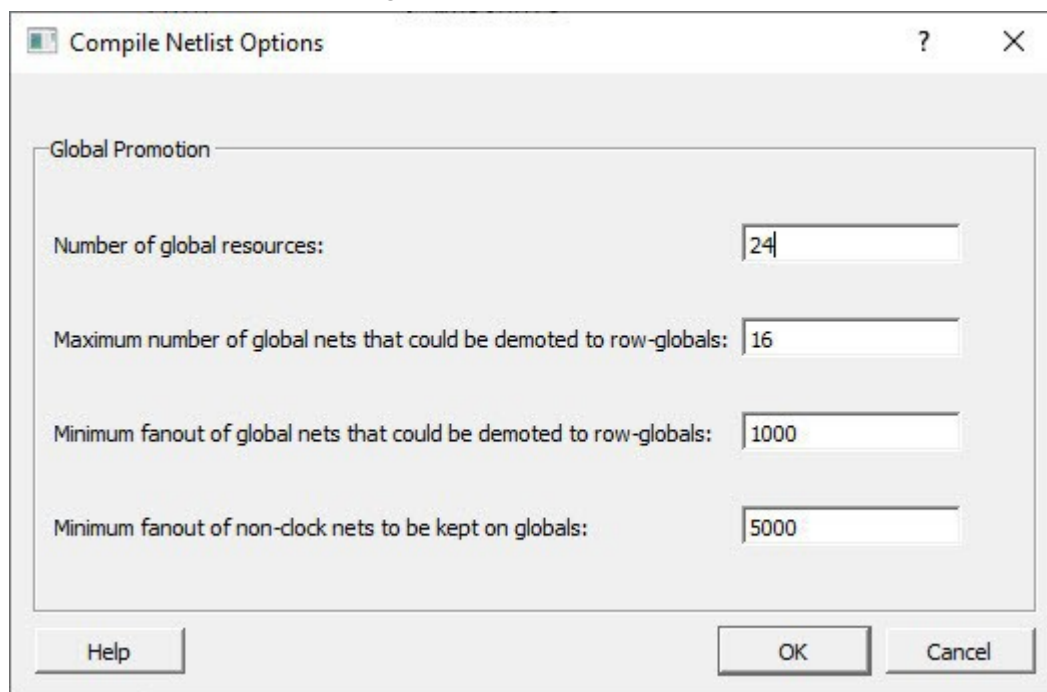 Compile Netlist Options ?
Global Promotion
Number of global resources: 24
Maximum number of global nets that could be demoted to row-globals: 16
Minimum fanout of global nets that could be demoted to row-globals: 1000
Minimum fanout of non-clock nets to be kept on globals: 5000
Help OK Cancel